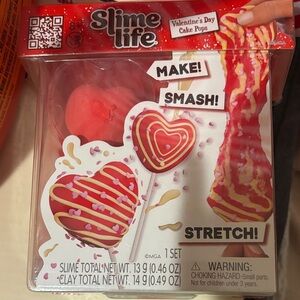 Slime
life
Valentine's Day
Cake Pops
MAKE!
SMASH!
STRETCH!
©MGA
1 SET
SLIME TOTAL NET WT. 13 g (0.46 OZ)
CLAY TOTAL WT. 14 g (0.49 OZ)
WARNING:
CHOKING HAZARD-Small parts.
Not for children under 3 years.